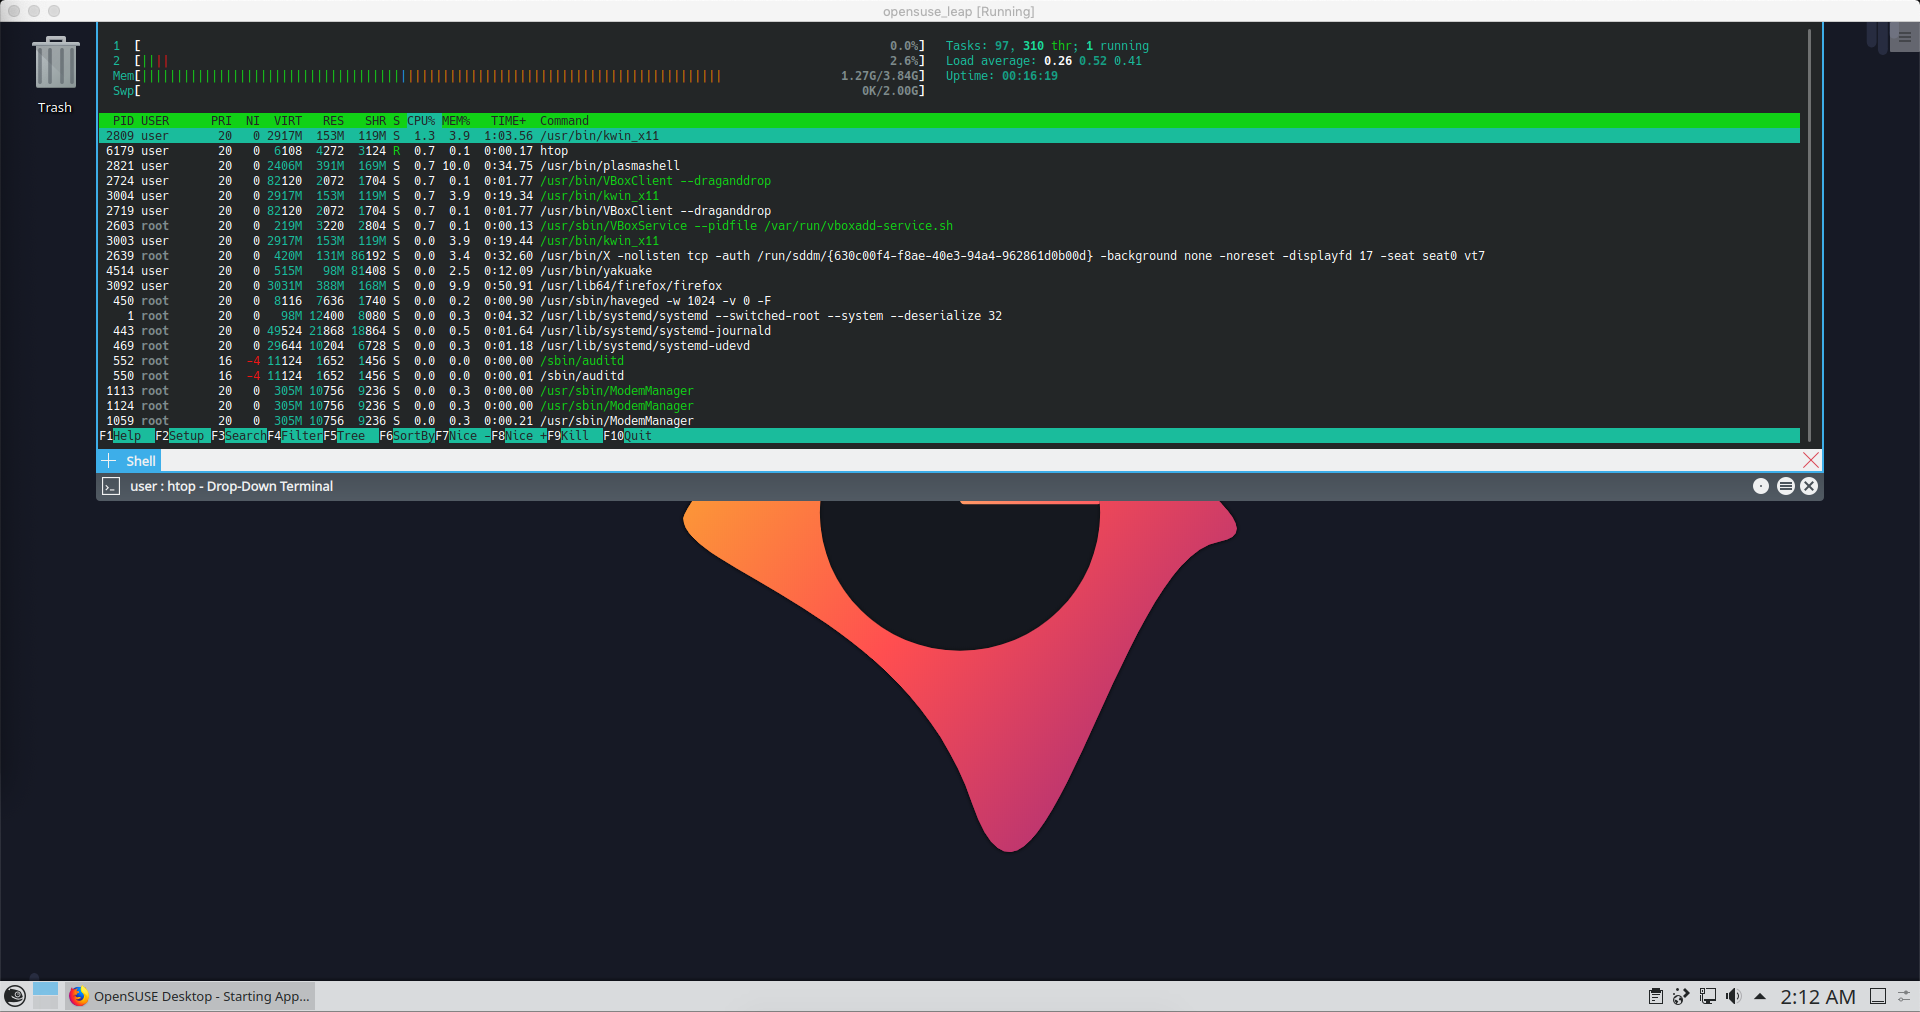 opensuse_leap [Running]
Trash
1 [ 0.0%] Tasks: 97, 310 thr; 1 running
2 [|||| 2.6%] Load average: 0.26 0.52 0.41
Mem[||||||||||||||||||||||||||||||||||||||||||||||||||||||||||||||||||||||||||||||||||| 1.27G/3.84G] Uptime: 00:16:19
Swp[ 0K/2.00G]
PID USER PRI NI VIRT RES SHR S CPU% MEM% TIME+ Command
2809 user 20 0 2917M 153M 119M S 1.3 3.9 1:03.56 /usr/bin/kwin_x11
6179 user 20 0 6108 4272 3124 R 0.7 0.1 0:00.17 htop
2821 user 20 0 2406M 391M 169M S 0.7 10.0 0:34.75 /usr/bin/plasmashell
2724 user 20 0 82120 2072 1704 S 0.7 0.1 0:01.77 /usr/bin/VBoxClient --draganddrop
3004 user 20 0 2917M 153M 119M S 0.7 3.9 0:19.34 /usr/bin/kwin_x11
2719 user 20 0 82120 2072 1704 S 0.7 0.1 0:01.77 /usr/bin/VBoxClient --draganddrop
2603 root 20 0 219M 3220 2804 S 0.7 0.1 0:00.13 /usr/sbin/VBoxService --pidfile /var/run/vboxadd-service.sh
3003 user 20 0 2917M 153M 119M S 0.0 3.9 0:19.44 /usr/bin/kwin_x11
2639 root 20 0 420M 131M 86192 S 0.0 3.4 0:32.60 /usr/bin/X -nolisten tcp -auth /run/sddm/{630c00f4-f8ae-40e3-94a4-962861d0b00d} -background none -noreset -displayfd 17 -seat seat0 vt7
4514 user 20 0 515M 98M 81408 S 0.0 2.5 0:12.09 /usr/bin/yakuake
3092 user 20 0 3031M 388M 168M S 0.0 9.9 0:50.91 /usr/lib64/firefox/firefox
450 root 20 0 8116 7636 1740 S 0.0 0.2 0:00.90 /usr/sbin/haveged -w 1024 -v 0 -F
1 root 20 0 98M 12400 8080 S 0.0 0.3 0:04.32 /usr/lib/systemd/systemd --switched-root --system --deserialize 32
443 root 20 0 49524 21868 18864 S 0.0 0.5 0:01.64 /usr/lib/systemd/systemd-journald
469 root 20 0 29644 10204 6728 S 0.0 0.3 0:01.18 /usr/lib/systemd/systemd-udevd
552 root 16 -4 11124 1652 1456 S 0.0 0.0 0:00.00 /sbin/auditd
550 root 16 -4 11124 1652 1456 S 0.0 0.0 0:00.01 /sbin/auditd
1113 root 20 0 305M 10756 9236 S 0.0 0.3 0:00.00 /usr/sbin/ModemManager
1124 root 20 0 305M 10756 9236 S 0.0 0.3 0:00.00 /usr/sbin/ModemManager
1059 root 20 0 305M 10756 9236 S 0.0 0.3 0:00.21 /usr/sbin/ModemManager
F1Help F2Setup F3SearchF4FilterF5Tree F6SortByF7Nice -F8Nice +F9Kill F10Quit
Shell
user : htop - Drop-Down Terminal
OpenSUSE Desktop - Starting App...
2:12 AM